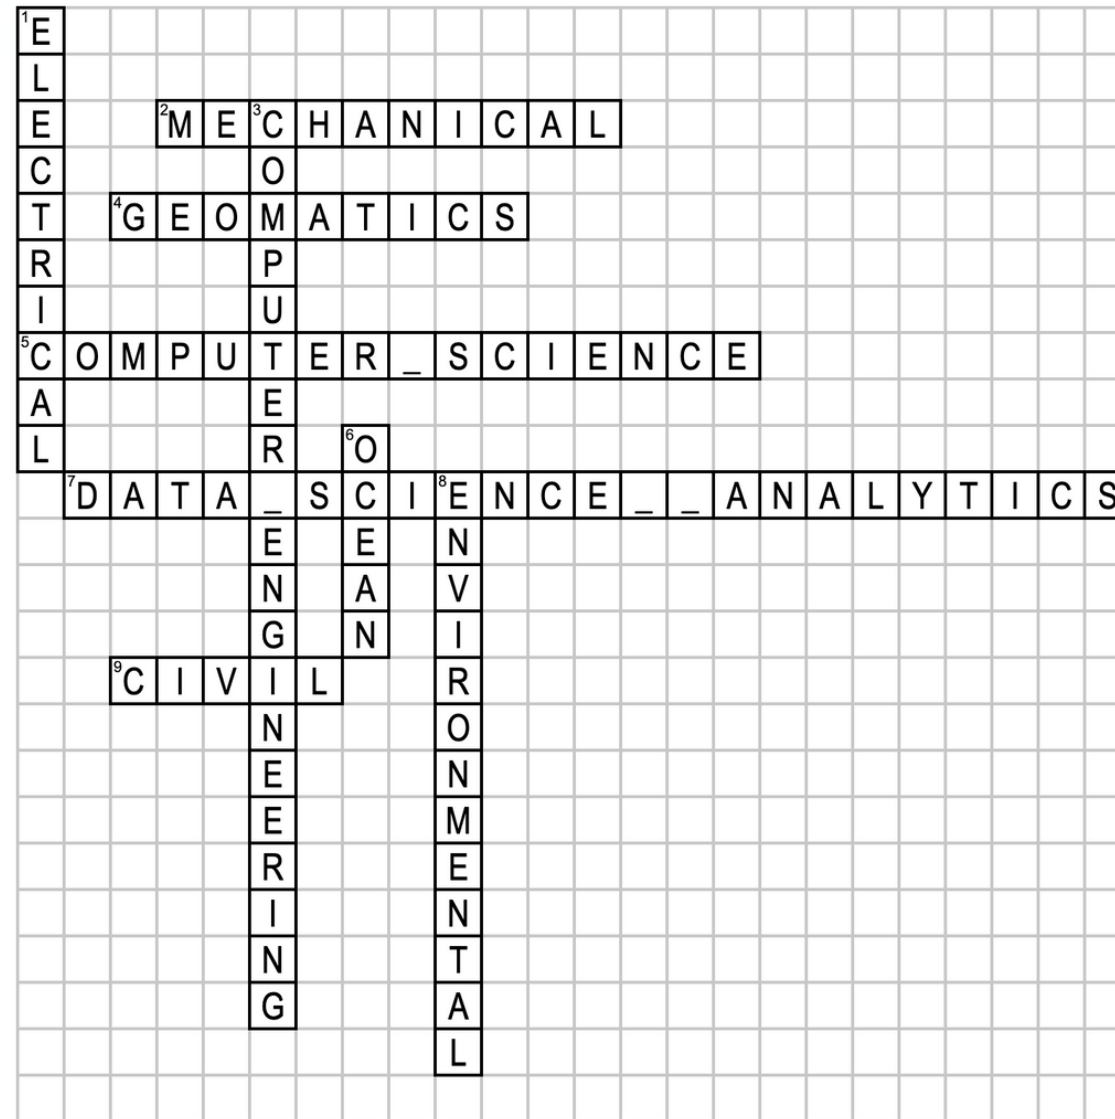 1 ELECTRICAL
2 MECHANICAL
3 COMPUTER_ENGINEERING
4 GEOMATICS
5 COMPUTER_SCIENCE
6 OCEAN
7 DATA_SCIENCE__ANALYTICS
8 ENVIRONMENTAL
9 CIVIL